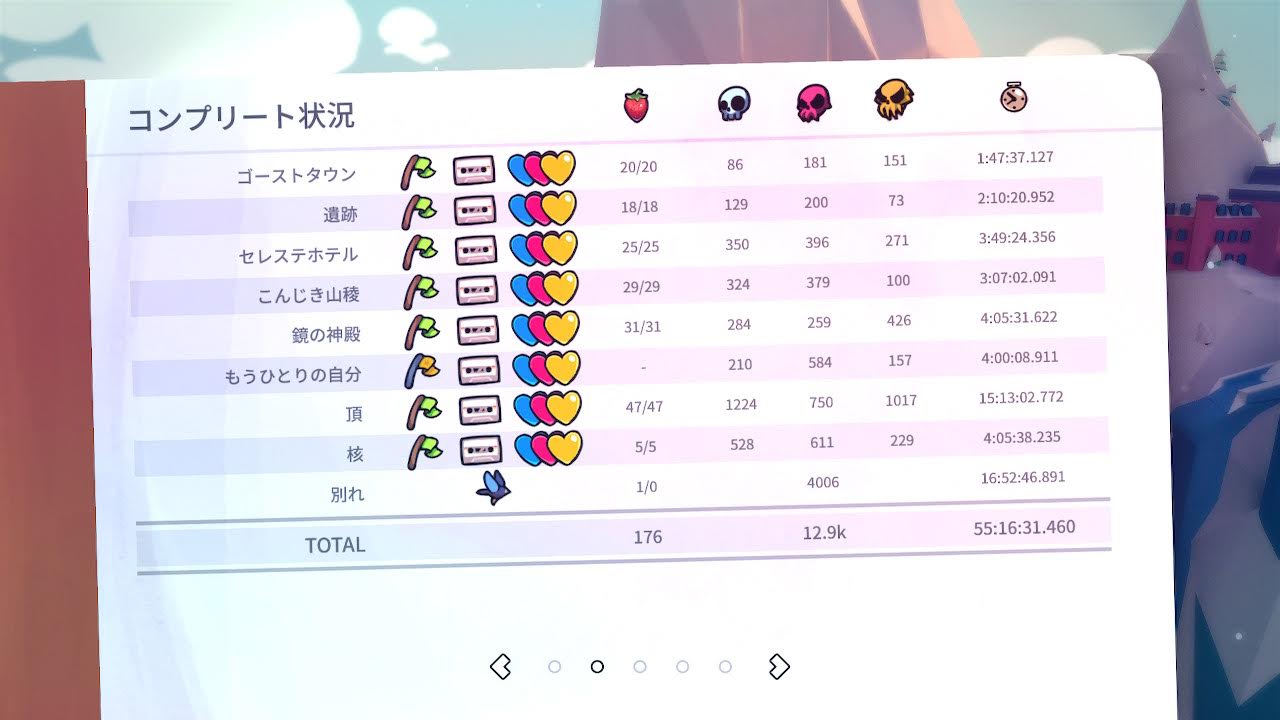 コンプリート状況
ゴーストタウン 20/20 86 181 151 1:47:37.127
遺跡 18/18 129 200 73 2:10:20.952
セレステホテル 25/25 350 396 271 3:49:24.356
こんじき山稜 29/29 324 379 100 3:07:02.091
鏡の神殿 31/31 284 259 426 4:05:31.622
もうひとりの自分 - 210 584 157 4:00:08.911
頂 47/47 1224 750 1017 15:13:02.772
核 5/5 528 611 229 4:05:38.235
別れ 1/0 4006 16:52:46.891
TOTAL 176 12.9k 55:16:31.460